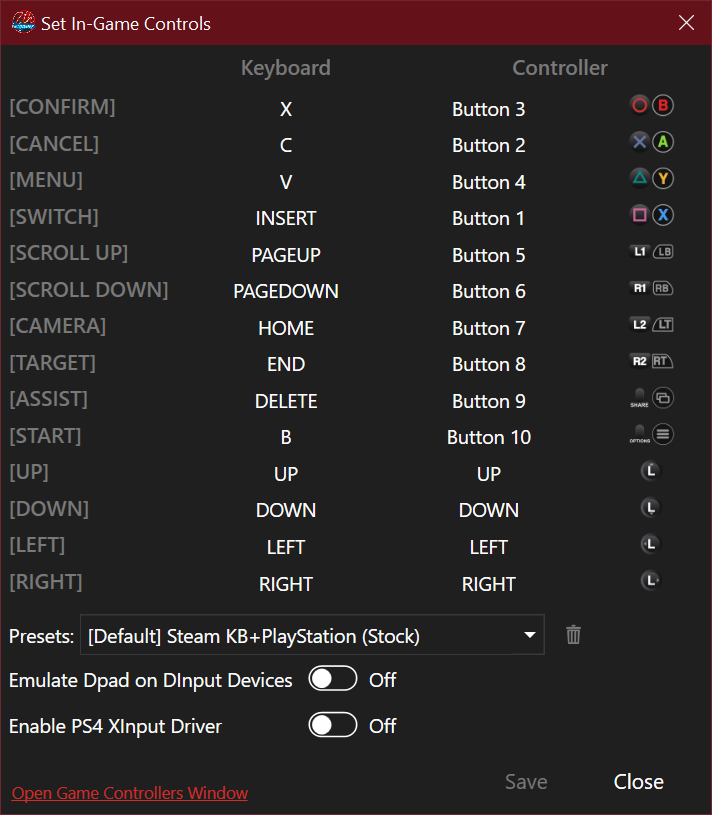 Set In-Game Controls
Keyboard Controller
[CONFIRM] X Button 3 B
[CANCEL] C Button 2 A
[MENU] V Button 4 Y
[SWITCH] INSERT Button 1 X
[SCROLL UP] PAGEUP Button 5 L1 LB
[SCROLL DOWN] PAGEDOWN Button 6 R1 RB
[CAMERA] HOME Button 7 L2 LT
[TARGET] END Button 8 R2 RT
[ASSIST] DELETE Button 9 SHARE
[START] B Button 10 OPTIONS
[UP] UP UP L
[DOWN] DOWN DOWN L
[LEFT] LEFT LEFT L
[RIGHT] RIGHT RIGHT L
Presets: [Default] Steam KB+PlayStation (Stock)
Emulate Dpad on DInput Devices Off
Enable PS4 XInput Driver Off
Open Game Controllers Window Save Close